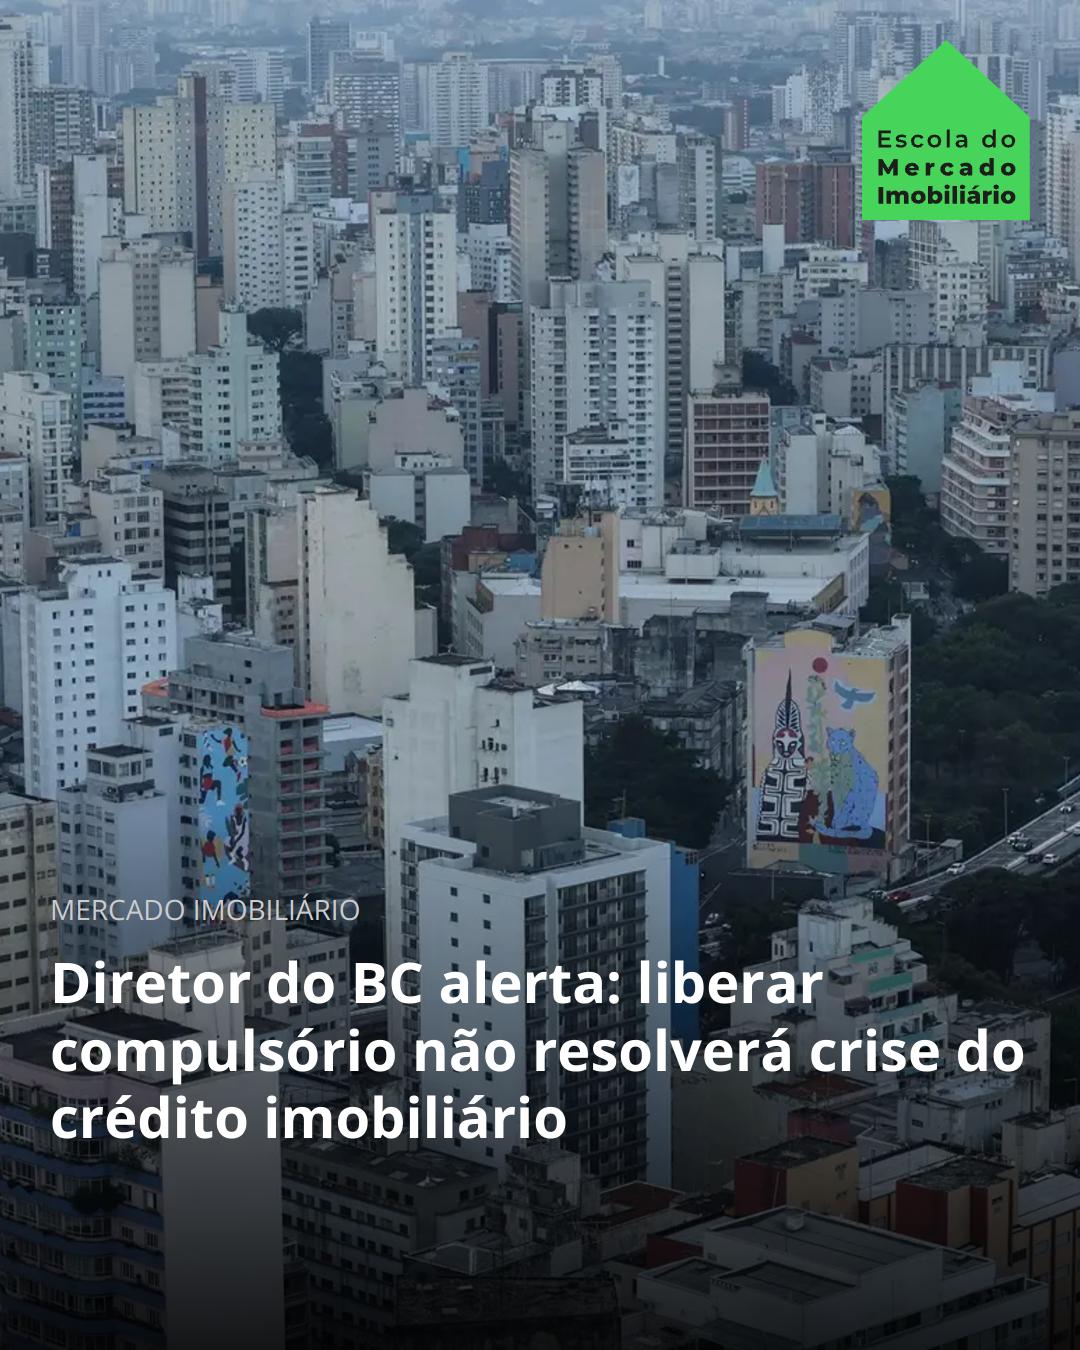 Escola do
Mercado
Imobiliário
MERCADO IMOBILIÁRIO
Diretor do BC alerta: liberar
compulsório não resolverá crise do
crédito imobiliário